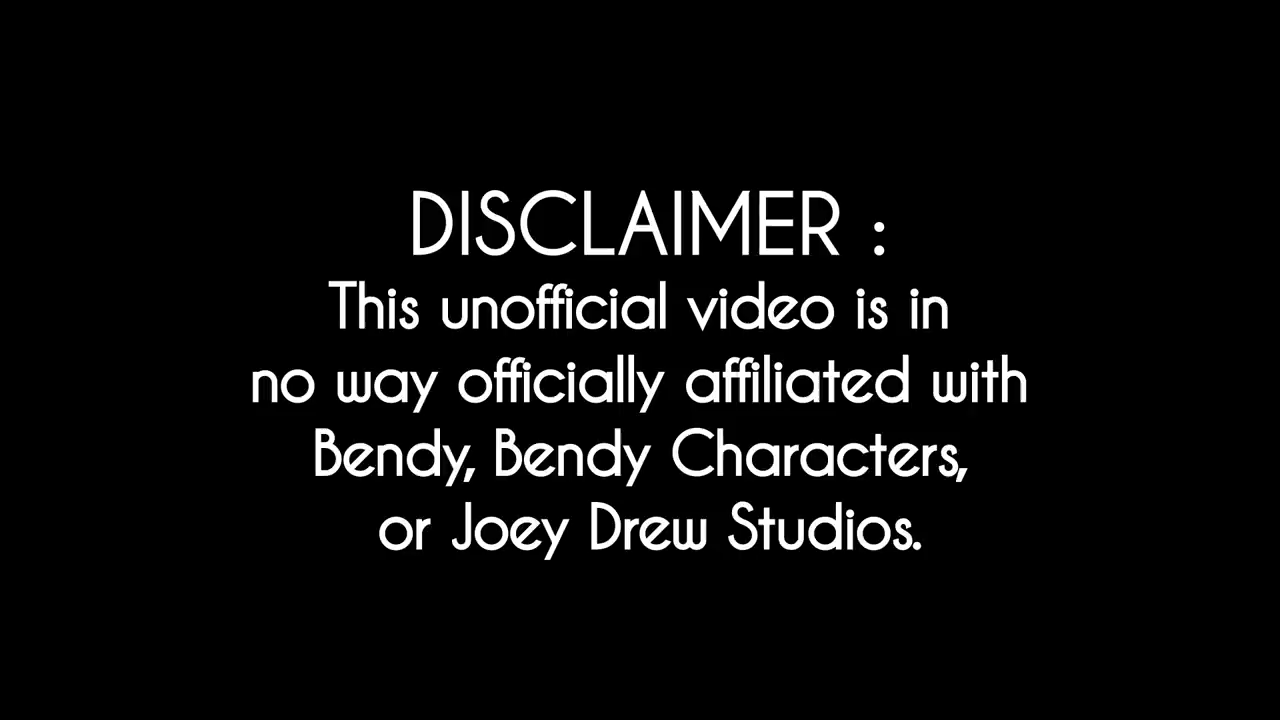 DISCLAIMER :
This unofficial video is in
no way officially affiliated with
Bendy, Bendy Characters,
or Joey Drew Studios.